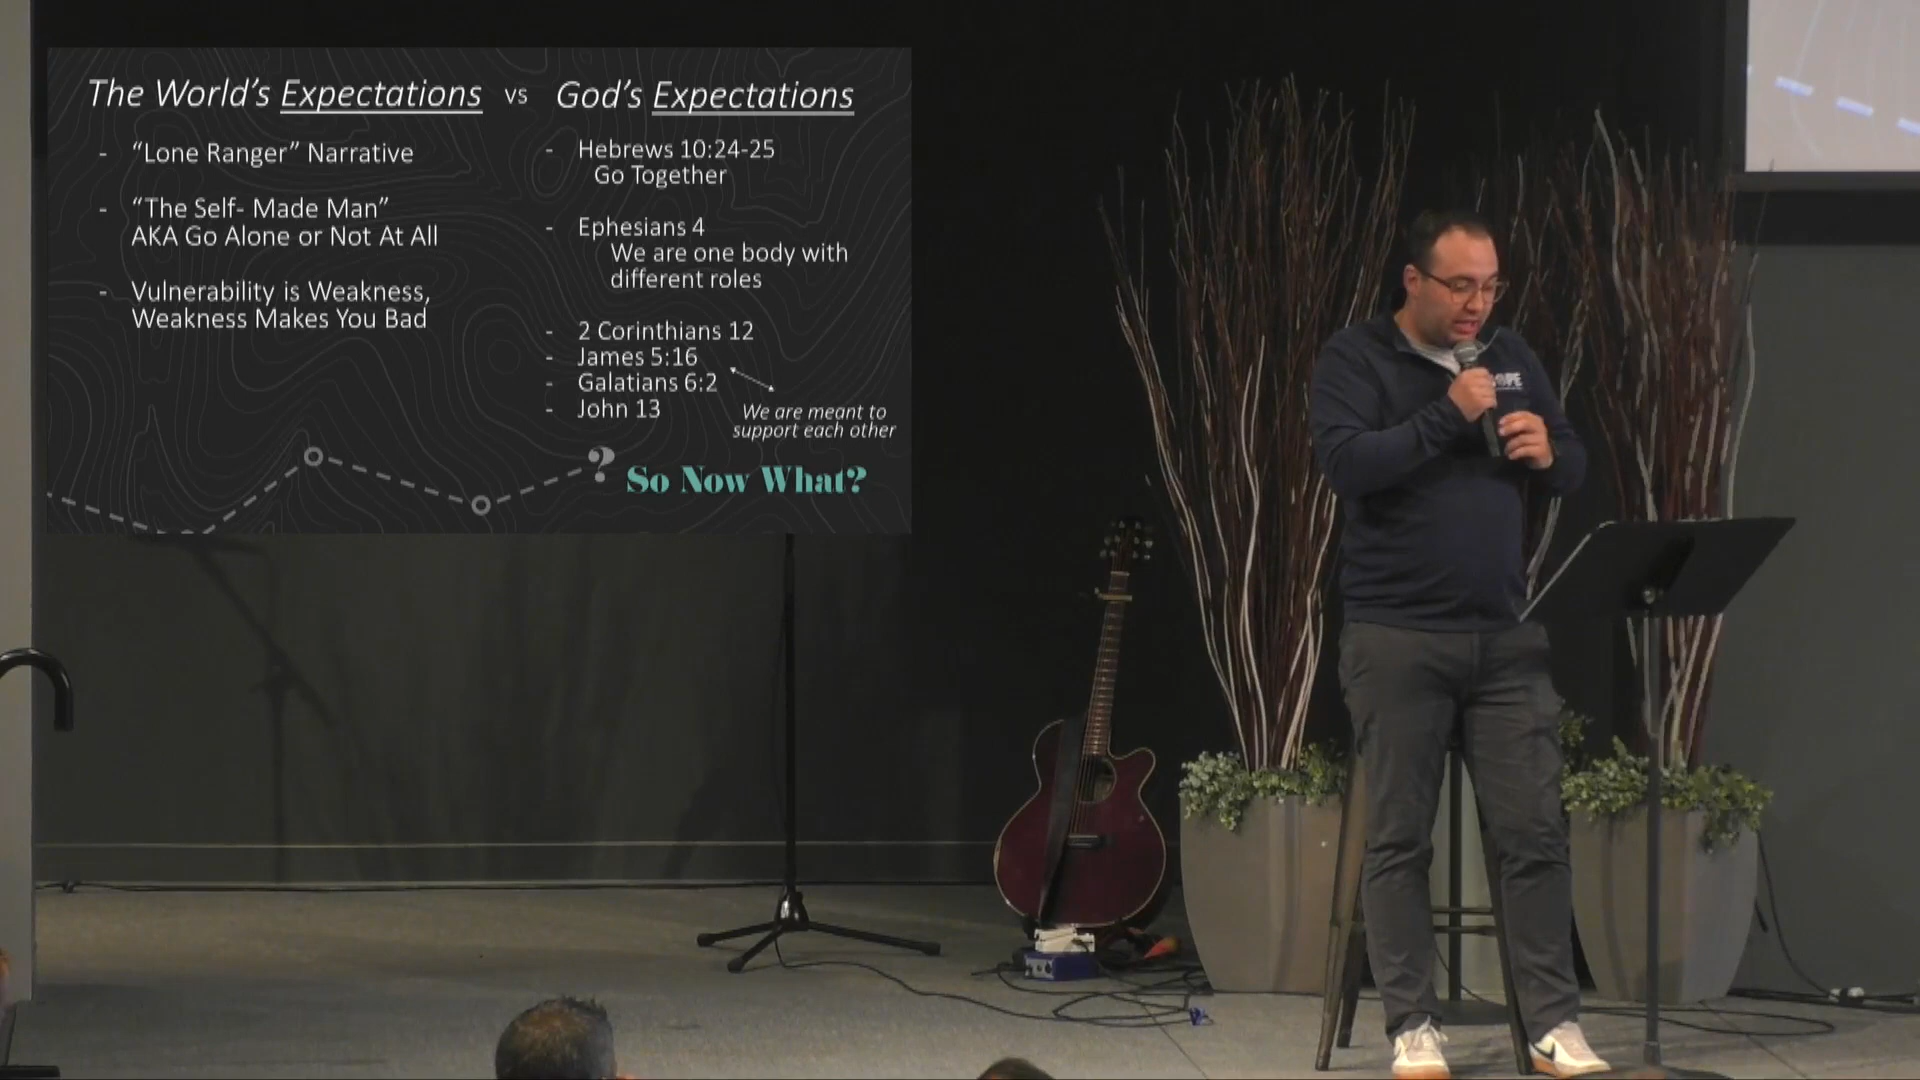 The World's Expectations vs God's Expectations
- "Lone Ranger" Narrative
- "The Self- Made Man"
AKA Go Alone or Not At All
- Vulnerability is Weakness,
Weakness Makes You Bad
- Hebrews 10:24-25
Go Together
- Ephesians 4
We are one body with
different roles
- 2 Corinthians 12
- James 5:16
- Galatians 6:2
- John 13
We are meant to
support each other
? So Now What?